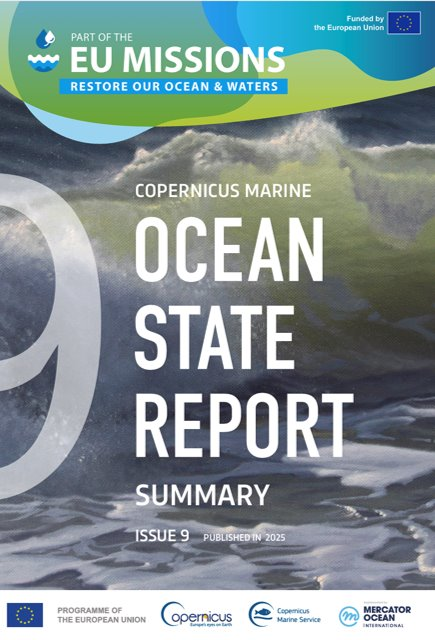 PART OF THE
EU MISSIONS
RESTORE OUR OCEAN & WATERS
Funded by
the European Union
9
COPERNICUS MARINE
OCEAN
STATE
REPORT
SUMMARY
ISSUE 9 PUBLISHED IN 2025
PROGRAMME OF
THE EUROPEAN UNION
Copernicus
Europe's eyes on Earth
Copernicus
Marine Service
MERCATOR
OCEAN
INTERNATIONAL